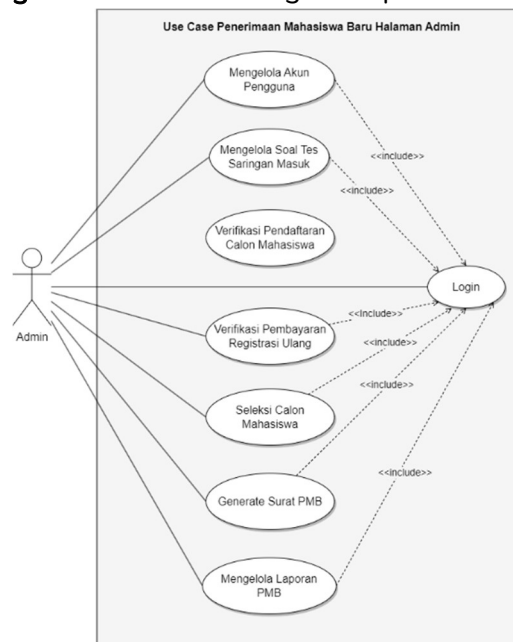 Use Case Penerimaan Mahasiswa Baru Halaman Admin
Mengelola Akun
Pengguna
<<include>>
Mengelola Soal Tes
Saringan Masuk
<<include>>
Verifikasi Pendaftaran
Calon Mahasiswa
Login
Admin
<<Include>>
Verifikasi Pembayaran
Registrasi Ulang
<<include>>
Seleksi Calon
Mahasiswa
<<include>>
<<include>>
Generate Surat PMB
Mengelola Laporan
PMB